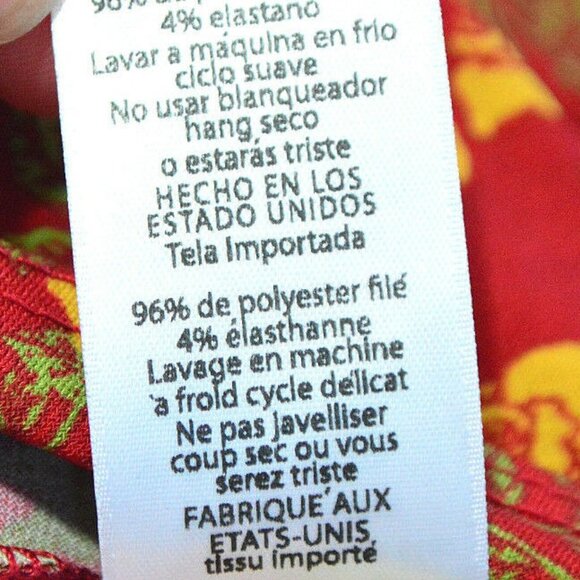 4% elastano
Lavar a máquina en frio
ciclo suave
No usar blanqueador
hang seco
o estarás triste
HECHO EN LOS
ESTADO UNIDOS
Tela Importada
96% de polyester filé
4% élasthanne
Lavage en machine
a froid cycle délicat
Ne pas javelliser
coup sec ou vous
serez triste
FABRIQUE AUX
ETATS-UNIS,
tissu importé